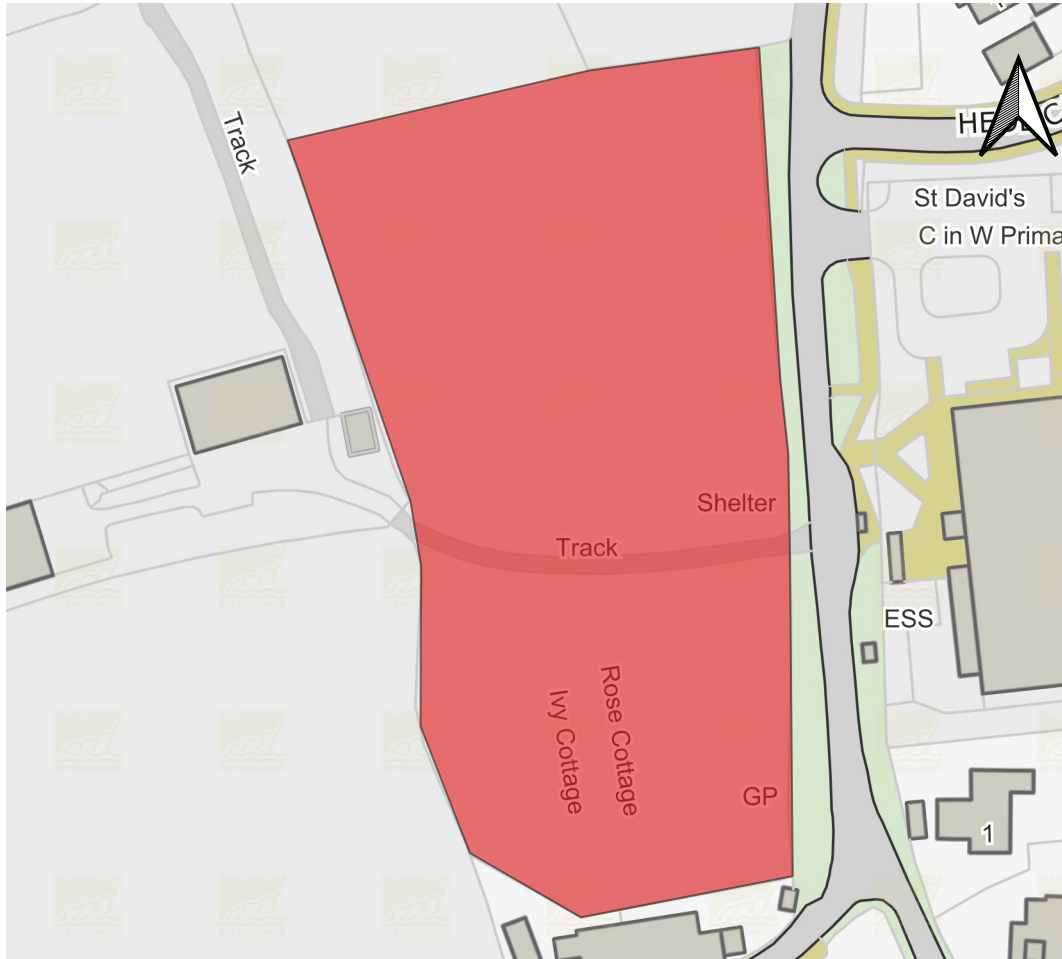 Track
St David's
C in W Prima
Shelter
Track
ESS
Rose Cottage
Ivy Cottage
GP
1